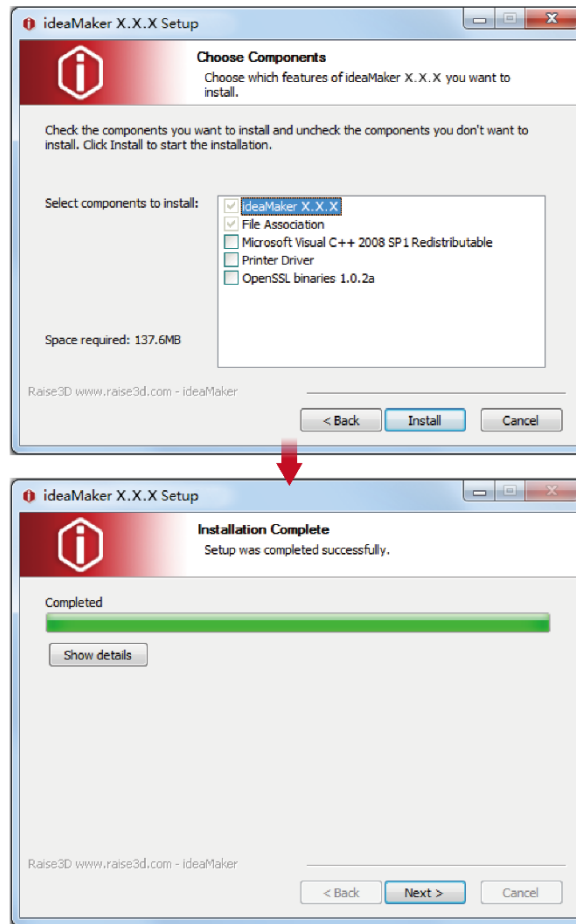 ideaMaker X.X.X Setup
Choose Components
Choose which features of ideaMaker X.X.X you want to
install.
Check the components you want to install and uncheck the components you don't want to
install. Click Install to start the installation.
Select components to install:
ideaMaker X.X.X
File Association
Microsoft Visual C++ 2008 SP1 Redistributable
Printer Driver
OpenSSL binaries 1.0.2a
Space required: 137.6MB
Raise3D www.raise3d.com - ideaMaker
< Back Install Cancel
ideaMaker X.X.X Setup
Installation Complete
Setup was completed successfully.
Completed
Show details
Raise3D www.raise3d.com - ideaMaker
< Back Next > Cancel